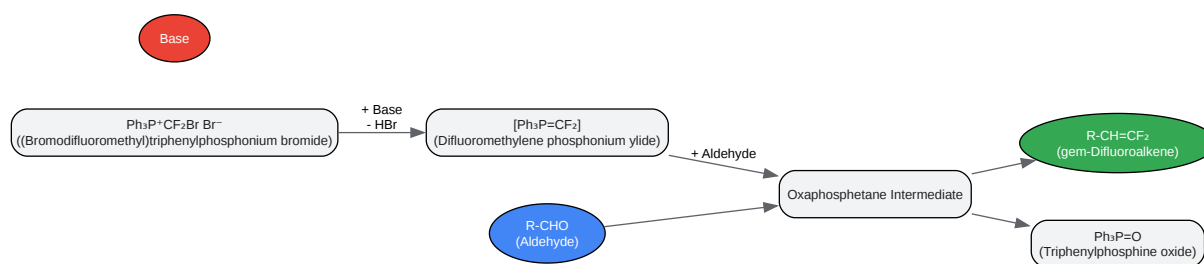 Base
Ph₃P⁺CF₂Br Br⁻
((Bromodifluoromethyl)triphenylphosphonium bromide)
+ Base
- HBr
[Ph₃P=CF₂]
(Difluoromethylene phosphonium ylide)
+ Aldehyde
R-CHO
(Aldehyde)
Oxaphosphetane Intermediate
R-CH=CF₂
(gem-Difluoroalkene)
Ph₃P=O
(Triphenylphosphine oxide)